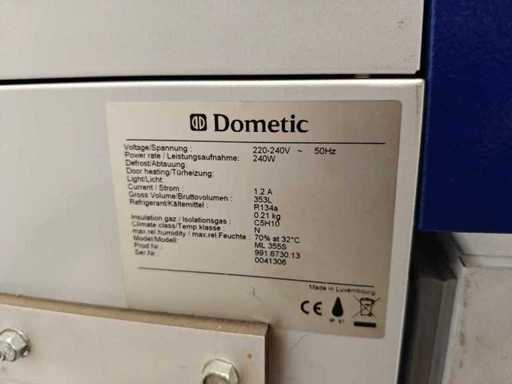 Dometic
Voltage/Spannung : 220-240V ~ 50Hz
Power rate / Leistungsaufnahme: 240W
Defrost/Abtauung:
Door heating/Türheizung:
Light/Licht:
Current / Strom : 1.2 A
Gross Volume/Bruttovolumen : 353L
Refrigerant/Kältemittel : R134a
0.21 kg
Insulation gas / Isolationsgas : C5H10
Climate class/Temp.klasse : N
max.rel.humidity / max.rel.Feuchte : 70% at 32°C
Model/Modell: ML 355S
Prod.Nr.: 991.6730.13
Ser.Nr.: 0041306
Made in Luxembourg
CE